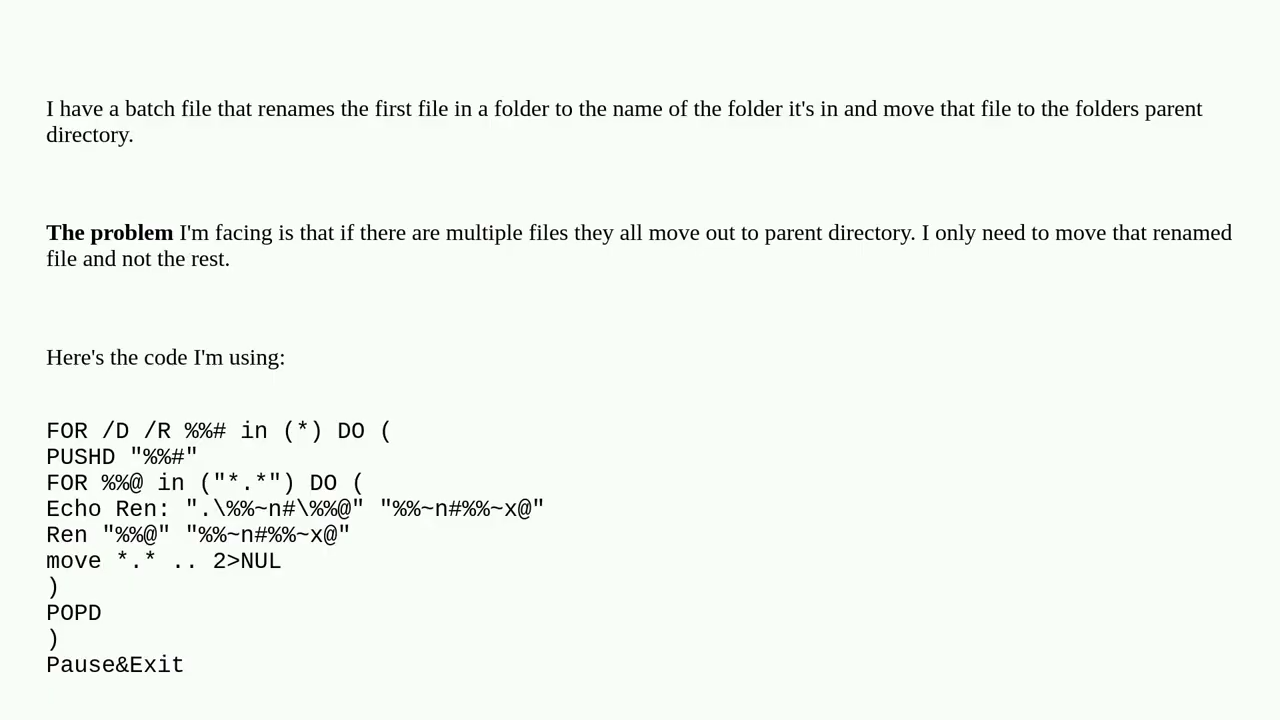 I have a batch file that renames the first file in a folder to the name of the folder it's in and move that file to the folders parent
directory.
The problem I'm facing is that if there are multiple files they all move out to parent directory. I only need to move that renamed
file and not the rest.
Here's the code I'm using:
FOR /D /R %%# in (*) DO (
PUSHD "%%#"
FOR %%@ in ("*.*") DO (
Echo Ren: ".\%%~n#\%%@" "%%~n#%%~x@"
Ren "%%@" "%%~n#%%~x@"
move *.* .. 2>NUL
)
POPD
)
Pause&Exit